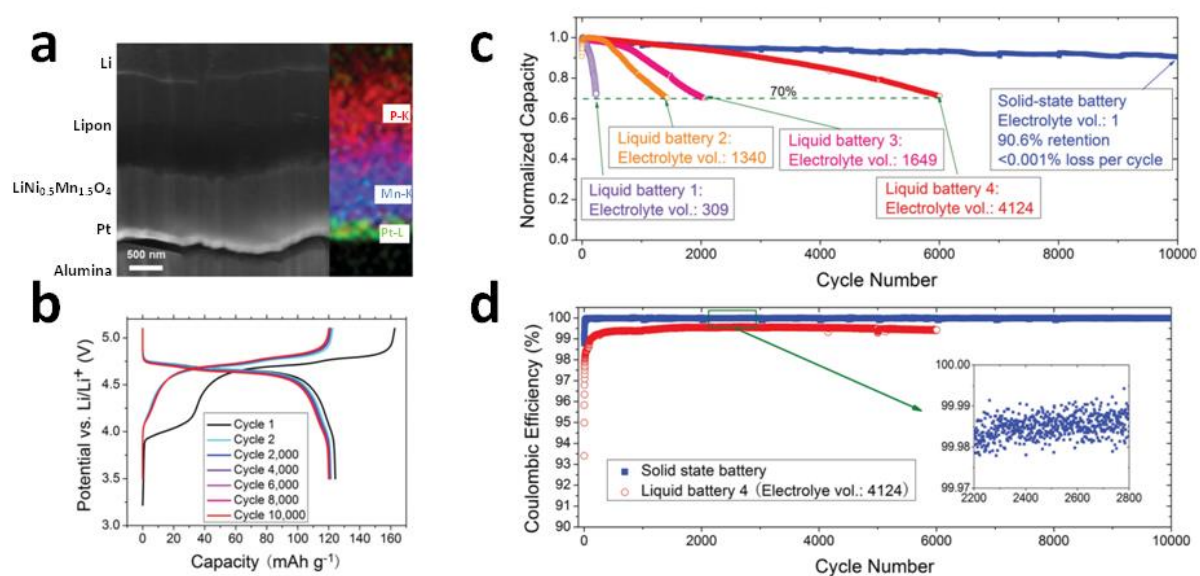 a
Li
Lipon
LiNi0.5Mn1.5O4
Pt
Alumina
500 nm
P-K
Mn-K
Pt-L
b
Potential vs. Li/Li+ (V)
5.0
4.5
4.0
3.5
3.0
Cycle 1
Cycle 2
Cycle 2,000
Cycle 4,000
Cycle 6,000
Cycle 8,000
Cycle 10,000
0 20 40 60 80 100 120 140 160
Capacity (mAh g-1)
c
Normalized Capacity
1.0
0.8
0.6
0.4
0.2
0.0
70%
Liquid battery 2:
Electrolyte vol.: 1340
Liquid battery 3:
Electrolyte vol.: 1649
Liquid battery 1:
Electrolyte vol.: 309
Liquid battery 4:
Electrolyte vol.: 4124
Solid-state battery
Electrolyte vol.: 1
90.6% retention
<0.001% loss per cycle
0 2000 4000 6000 8000 10000
Cycle Number
d
Coulombic Efficiency (%)
100
99
98
97
96
95
94
93
92
91
90
Solid state battery
Liquid battery 4 (Electrolye vol.: 4124)
100.00
99.99
99.98
99.97
2200 2400 2600 2800
0 2000 4000 6000 8000 10000
Cycle Number